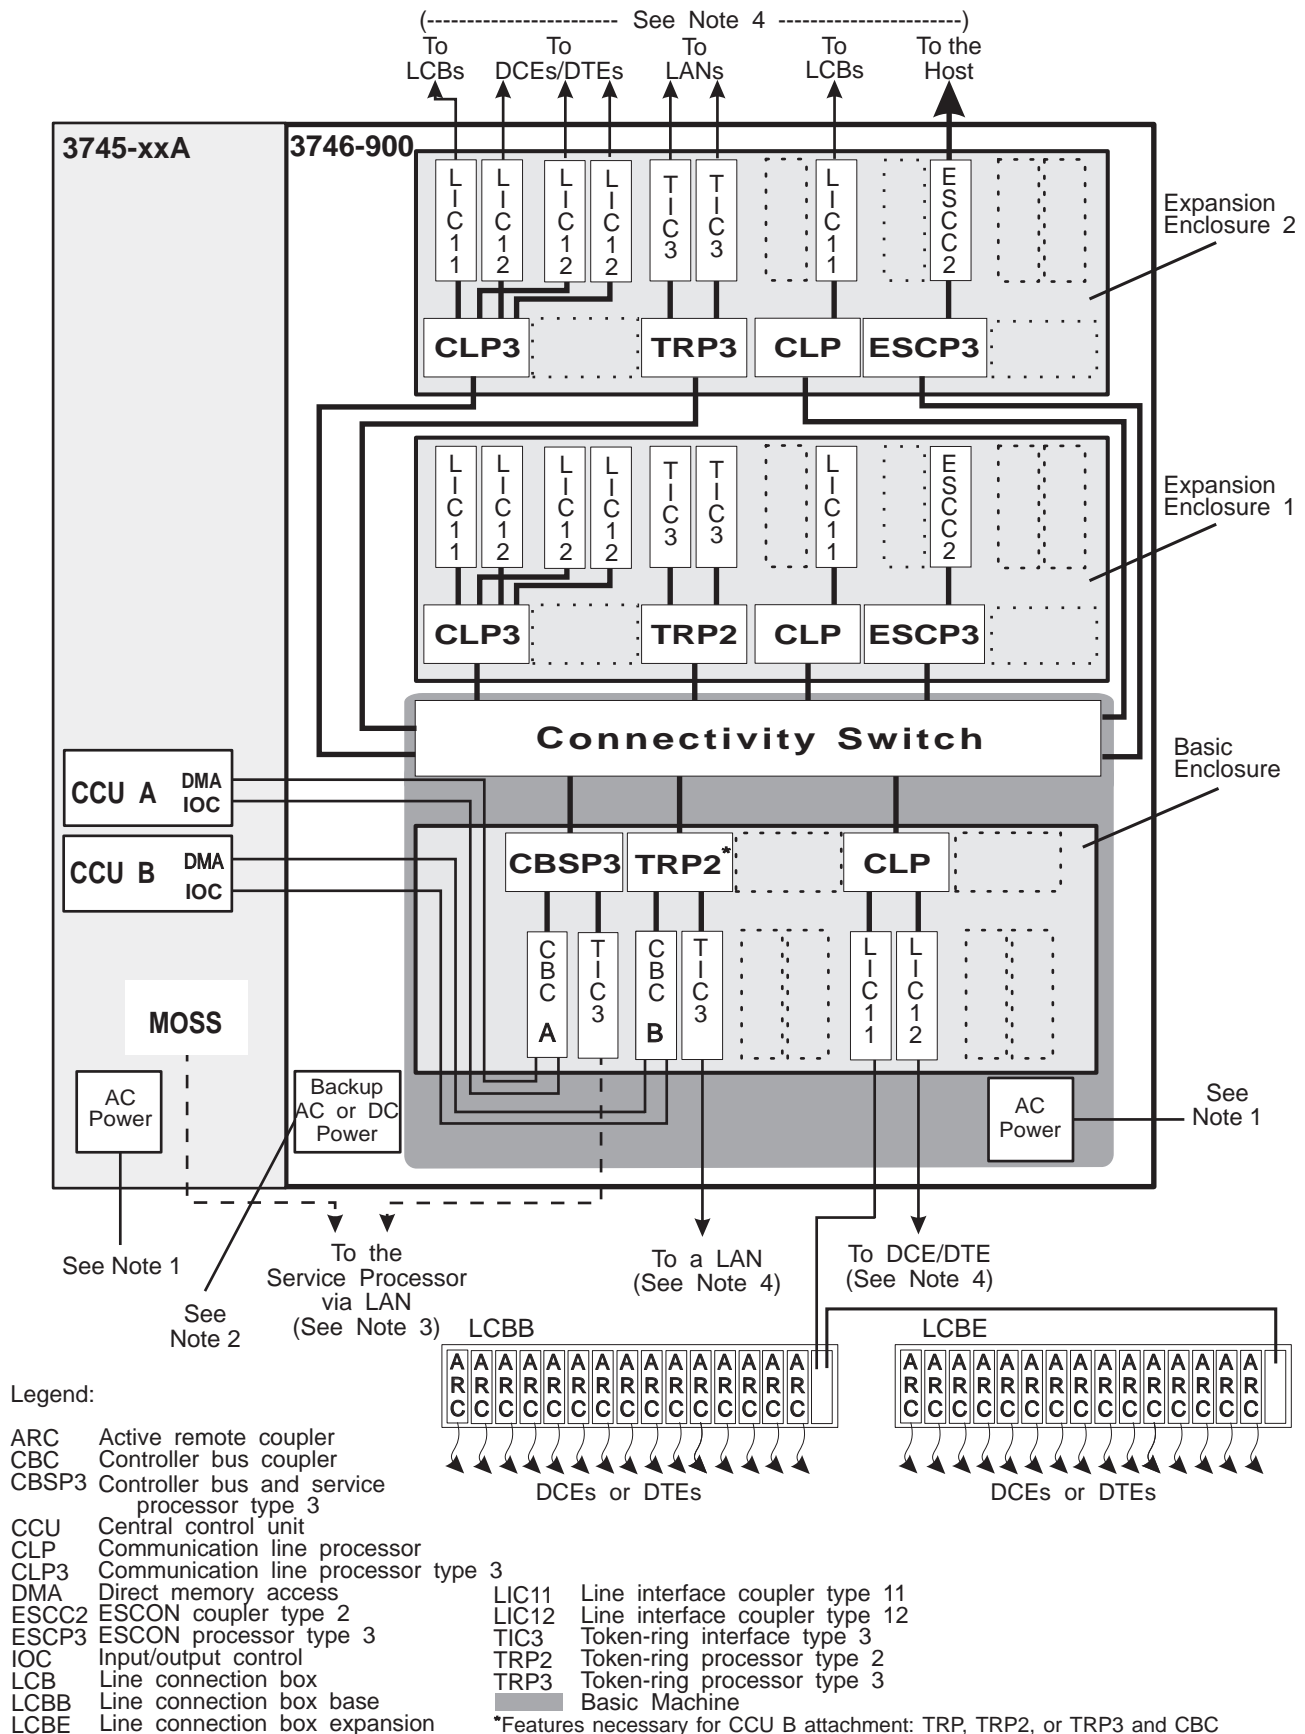 (----------------------- See Note 4 ----------------------)
To LCBs
To DCEs/DTEs
To LANs
To LCBs
To the Host
3745-xxA
3746-900
LIC11
LIC12
LIC12
LIC12
TIC3
TIC3
LIC11
ESCC2
Expansion
Enclosure 2
CLP3
TRP3
CLP
ESCP3
LIC11
LIC12
LIC12
LIC12
TIC3
TIC3
LIC11
ESCC2
Expansion
Enclosure 1
CLP3
TRP2
CLP
ESCP3
Connectivity Switch
Basic
Enclosure
CCU A
DMA
IOC
CCU B
DMA
IOC
CBSP3
TRP2*
CLP
CBC A
TIC3
CBC B
TIC3
LIC11
LIC12
MOSS
AC
Power
Backup
AC or DC
Power
AC
Power
See
Note 1
See Note 1
See
Note 2
To the
Service Processor
via LAN
(See Note 3)
To a LAN
(See Note 4)
To DCE/DTE
(See Note 4)
LCBB
LCBE
ARC ARC ARC ARC ARC ARC ARC ARC ARC ARC ARC ARC ARC ARC ARC
ARC ARC ARC ARC ARC ARC ARC ARC ARC ARC ARC ARC ARC ARC ARC
DCEs or DTEs
DCEs or DTEs
Legend:
ARC Active remote coupler
CBC Controller bus coupler
CBSP3 Controller bus and service
processor type 3
CCU Central control unit
CLP Communication line processor
CLP3 Communication line processor type 3
DMA Direct memory access
ESCC2 ESCON coupler type 2
ESCP3 ESCON processor type 3
IOC Input/output control
LCB Line connection box
LCBB Line connection box base
LCBE Line connection box expansion
LIC11 Line interface coupler type 11
LIC12 Line interface coupler type 12
TIC3 Token-ring interface type 3
TRP2 Token-ring processor type 2
TRP3 Token-ring processor type 3
Basic Machine
*Features necessary for CCU B attachment: TRP, TRP2, or TRP3 and CBC